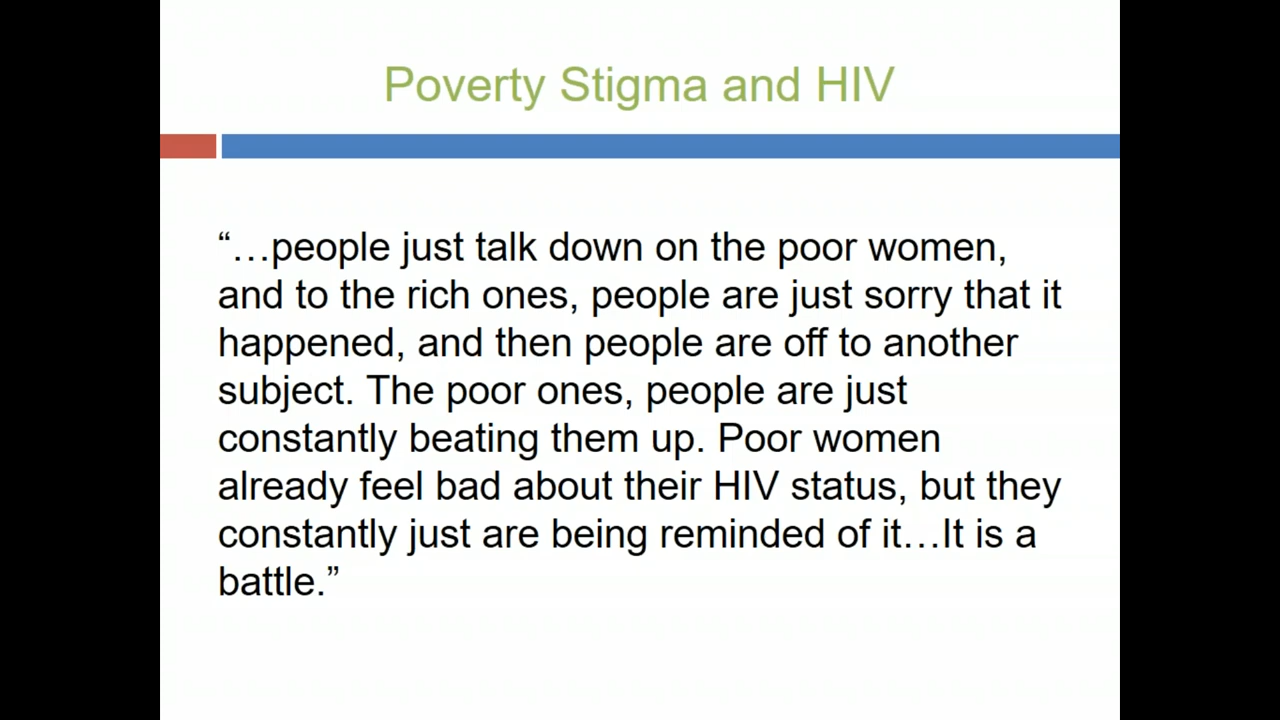 Poverty Stigma and HIV
“…people just talk down on the poor women,
and to the rich ones, people are just sorry that it
happened, and then people are off to another
subject. The poor ones, people are just
constantly beating them up. Poor women
already feel bad about their HIV status, but they
constantly just are being reminded of it…It is a
battle.”